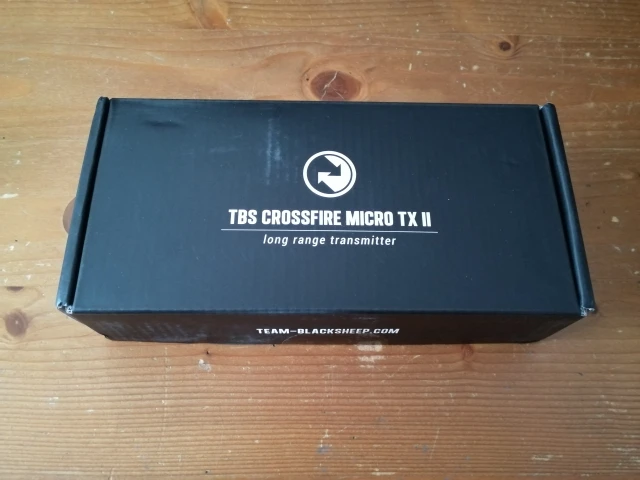 TBS CROSSFIRE MICRO TX II
long range transmitter
TEAM-BLACKSHEEP.COM